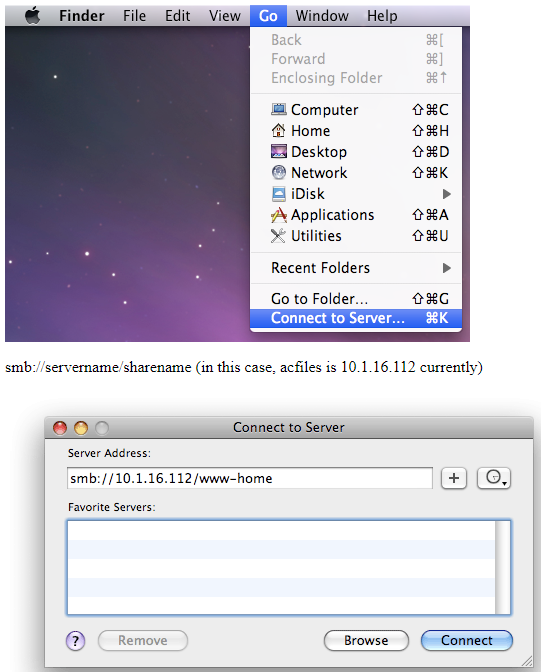 Finder File Edit View Go Window Help
Back ⌘[
Forward ⌘]
Enclosing Folder ⌘↑
Computer ⇧⌘C
Home ⇧⌘H
Desktop ⇧⌘D
Network ⇧⌘K
iDisk
Applications ⇧⌘A
Utilities ⇧⌘U
Recent Folders
Go to Folder... ⇧⌘G
Connect to Server... ⌘K
smb://servername/sharename (in this case, acfiles is 10.1.16.112 currently)
Connect to Server
Server Address:
smb://10.1.16.112/www-home
+
Favorite Servers:
? Remove Browse Connect